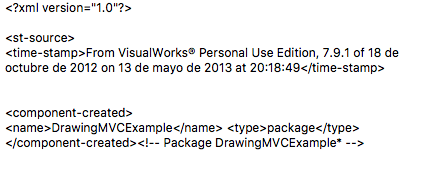 <?xml version="1.0"?>
<st-source>
<time-stamp>From VisualWorks® Personal Use Edition, 7.9.1 of 18 de
octubre de 2012 on 13 de mayo de 2013 at 20:18:49</time-stamp>
<component-created>
<name>DrawingMVCExample</name> <type>package</type>
</component-created><!-- Package DrawingMVCExample* -->